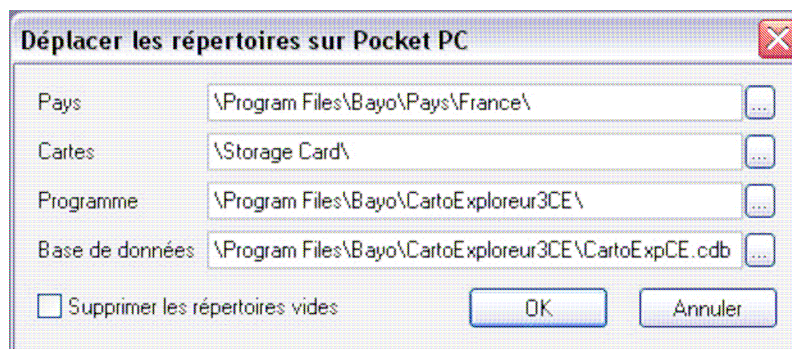 Déplacer les répertoires sur Pocket PC
Pays \Program Files\Bayo\Pays\France\ ...
Cartes \Storage Card\ ...
Programme \Program Files\Bayo\CartoExploreur3CE\ ...
Base de données \Program Files\Bayo\CartoExploreur3CE\CartoExpCE.cdb ...
Supprimer les répertoires vides OK Annuler